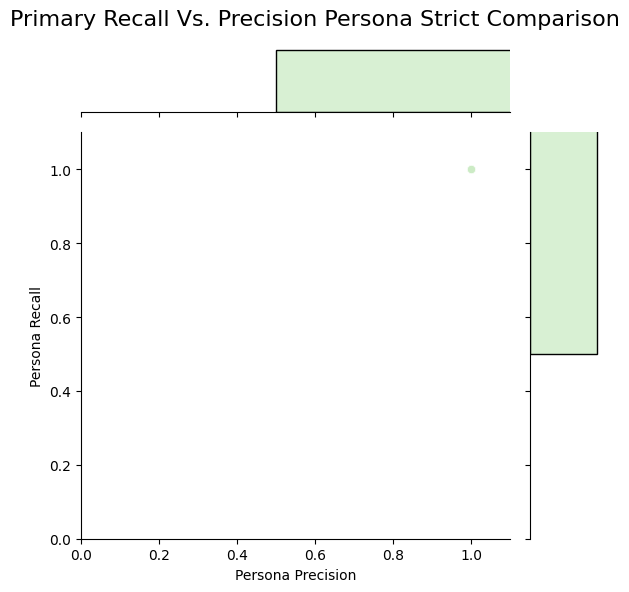 Primary Recall Vs. Precision Persona Strict Comparison
1.0
0.8
0.6
0.4
0.2
0.0
Persona Recall
0.0 0.2 0.4 0.6 0.8 1.0
Persona Precision